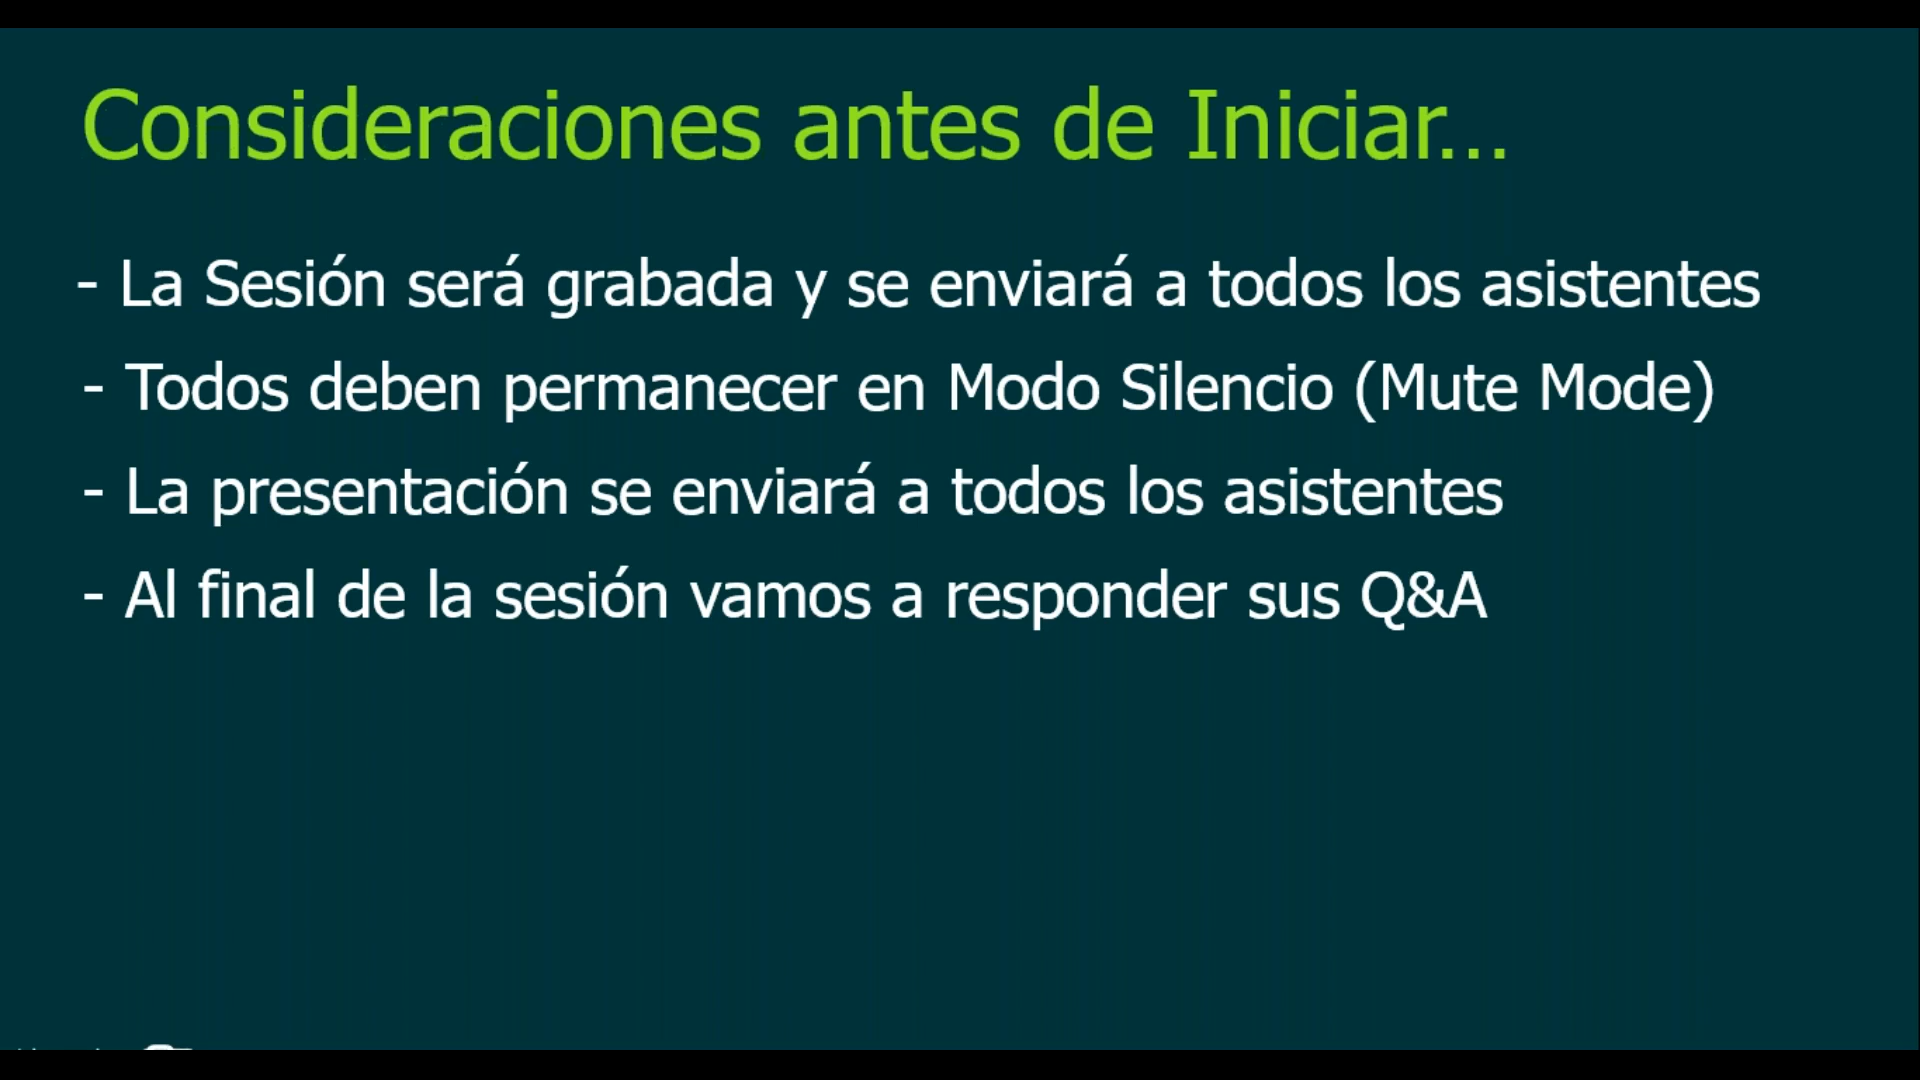 Consideraciones antes de Iniciar...
- La Sesión será grabada y se enviará a todos los asistentes
- Todos deben permanecer en Modo Silencio (Mute Mode)
- La presentación se enviará a todos los asistentes
- Al final de la sesión vamos a responder sus Q&A